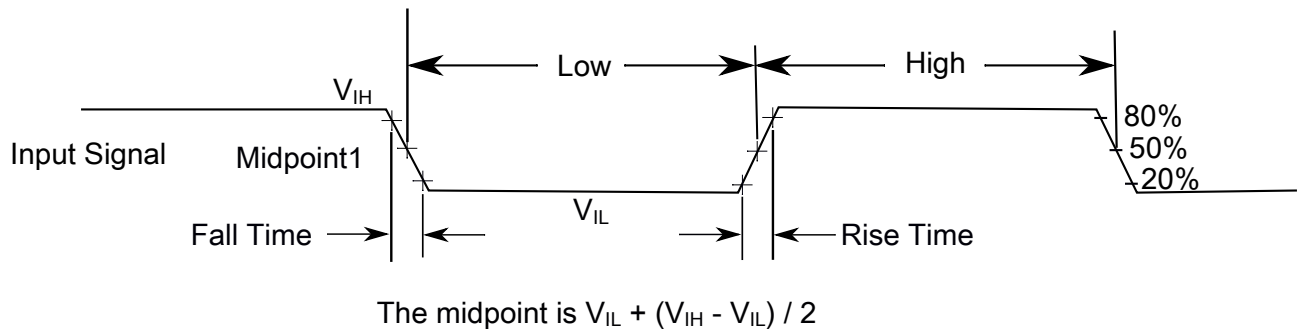 Low
High
V_IH
80%
Input Signal
Midpoint1
50%
20%
V_IL
Fall Time
Rise Time
The midpoint is V_IL + (V_IH - V_IL) / 2